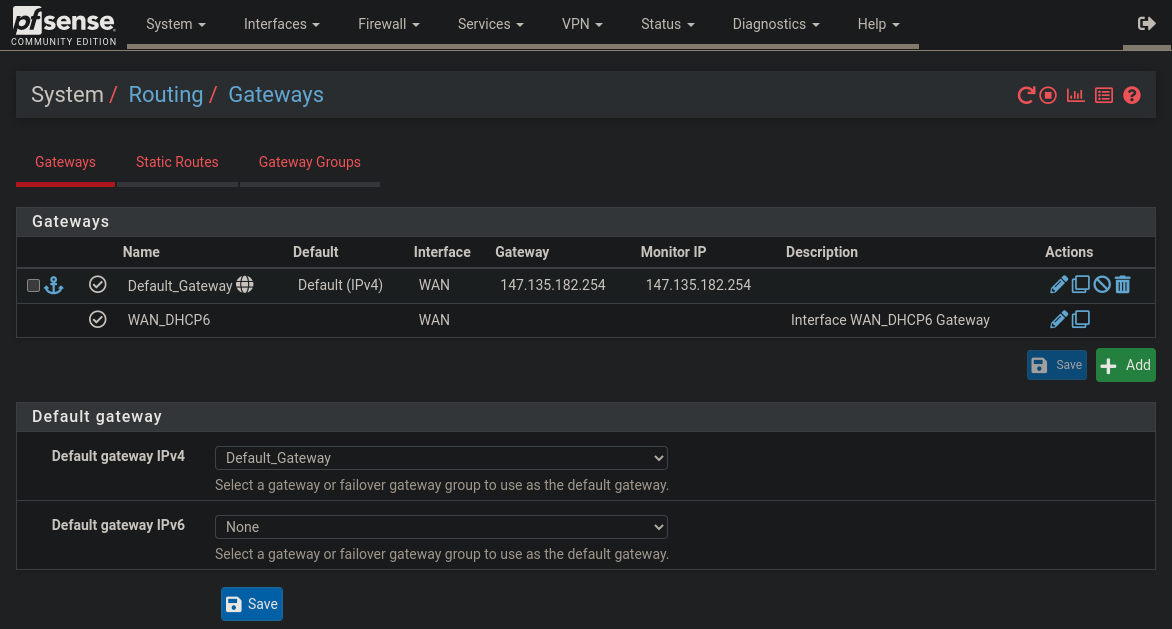 pfsense
COMMUNITY EDITION
System Interfaces Firewall Services VPN Status Diagnostics Help
System / Routing / Gateways
Gateways Static Routes Gateway Groups
Gateways
Name Default Interface Gateway Monitor IP Description Actions
Default_Gateway Default (IPv4) WAN 147.135.182.254 147.135.182.254
WAN_DHCP6 WAN Interface WAN_DHCP6 Gateway
Save Add
Default gateway
Default gateway IPv4 Default_Gateway
Select a gateway or failover gateway group to use as the default gateway.
Default gateway IPv6 None
Select a gateway or failover gateway group to use as the default gateway.
Save